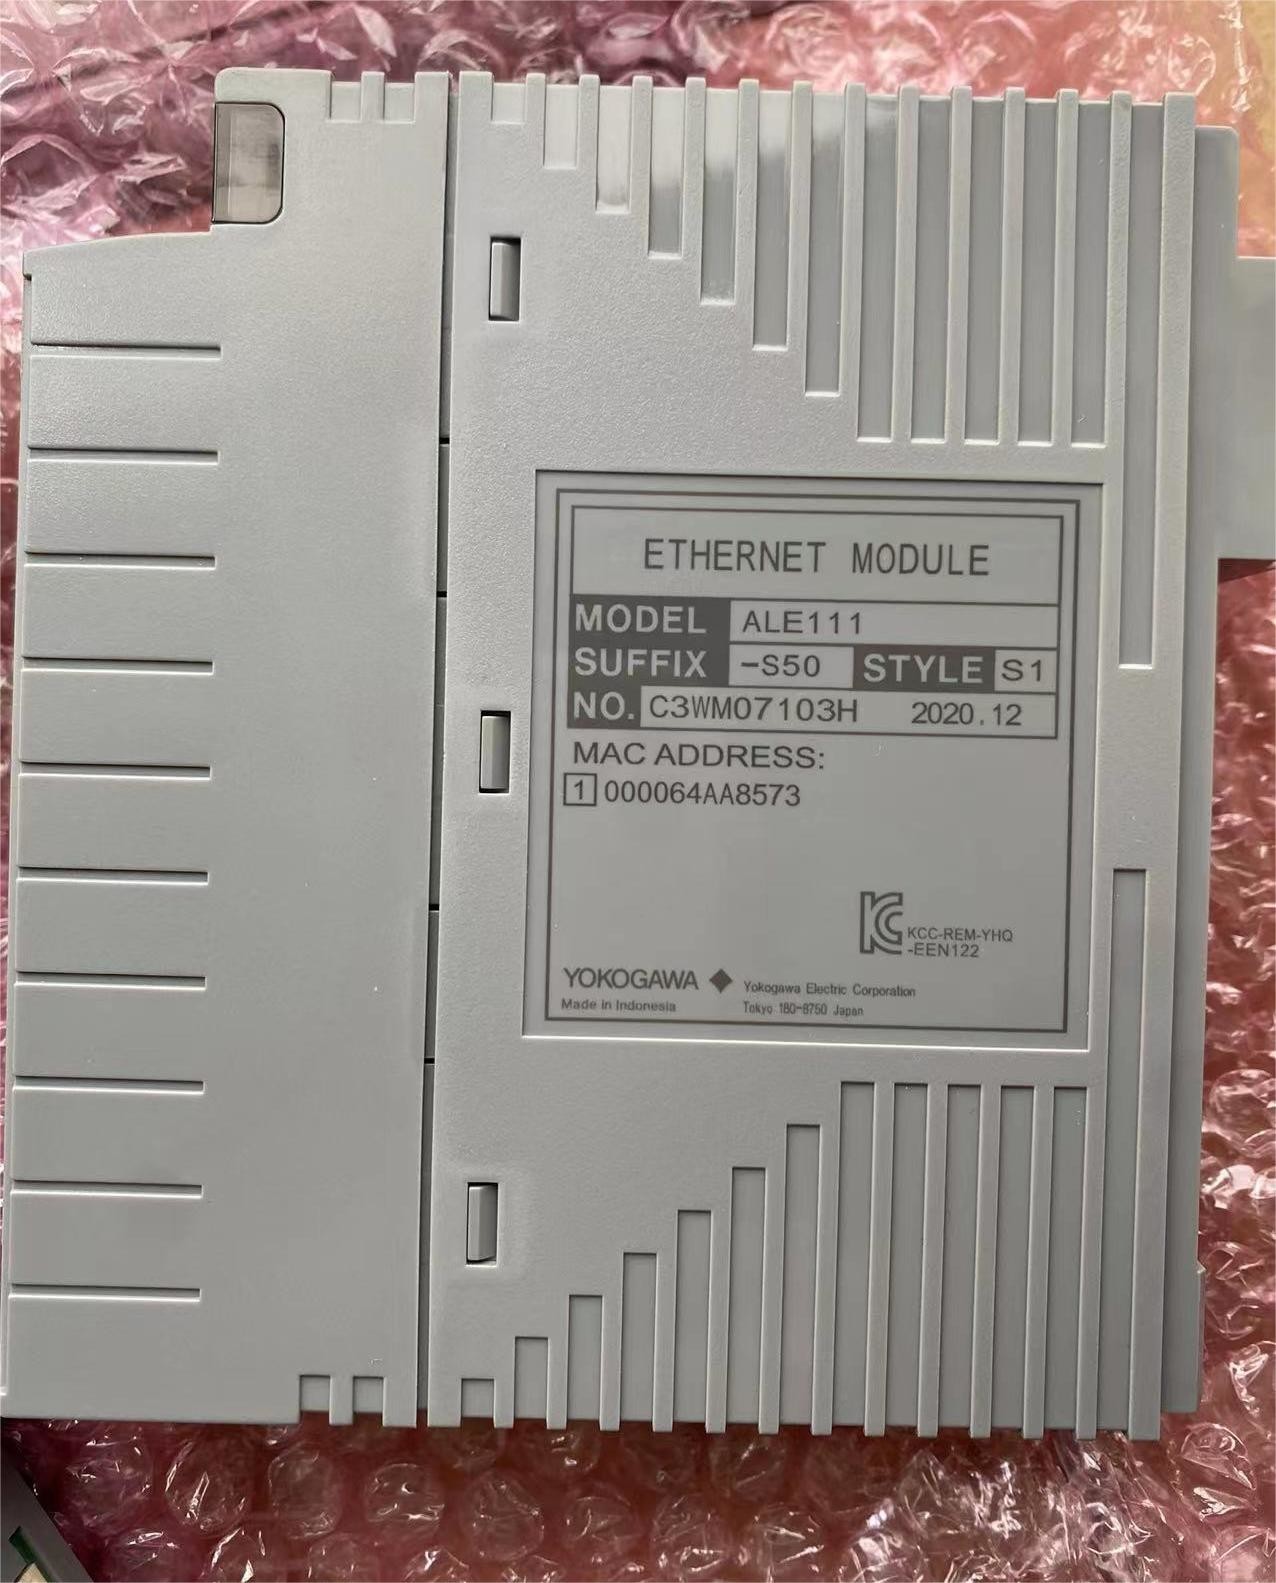 ETHERNET MODULE
MODEL ALE111
SUFFIX -S50 STYLE S1
NO. C3WM07103H 2020.12
MAC ADDRESS:
1 000064AA8573
KCC-REM-YHQ
-EEN122
YOKOGAWA Yokogawa Electric Corporation
Made in Indonesia Tokyo 180-8750 Japan